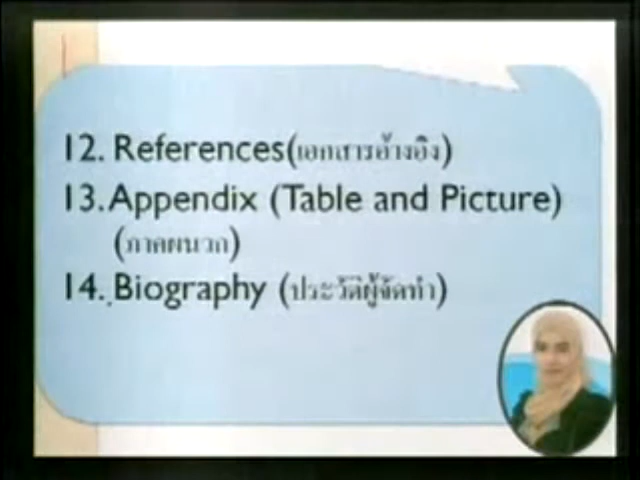 12. References(เอกสารอ้างอิง)
13. Appendix (Table and Picture)
(ภาคผนวก)
14. Biography (ประวัติผู้จัดทำ)